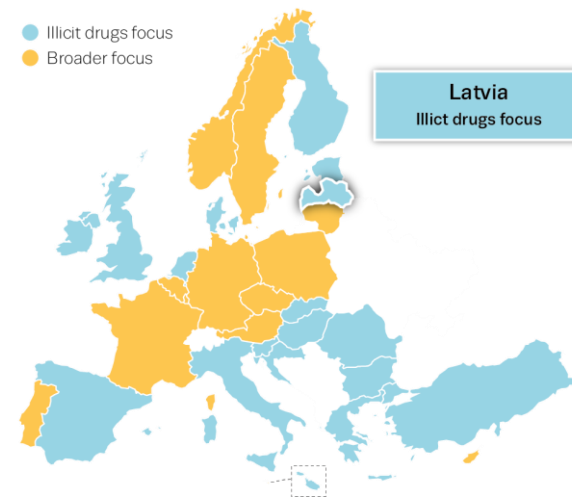 Illicit drugs focus
Broader focus
Latvia
Illict drugs focus